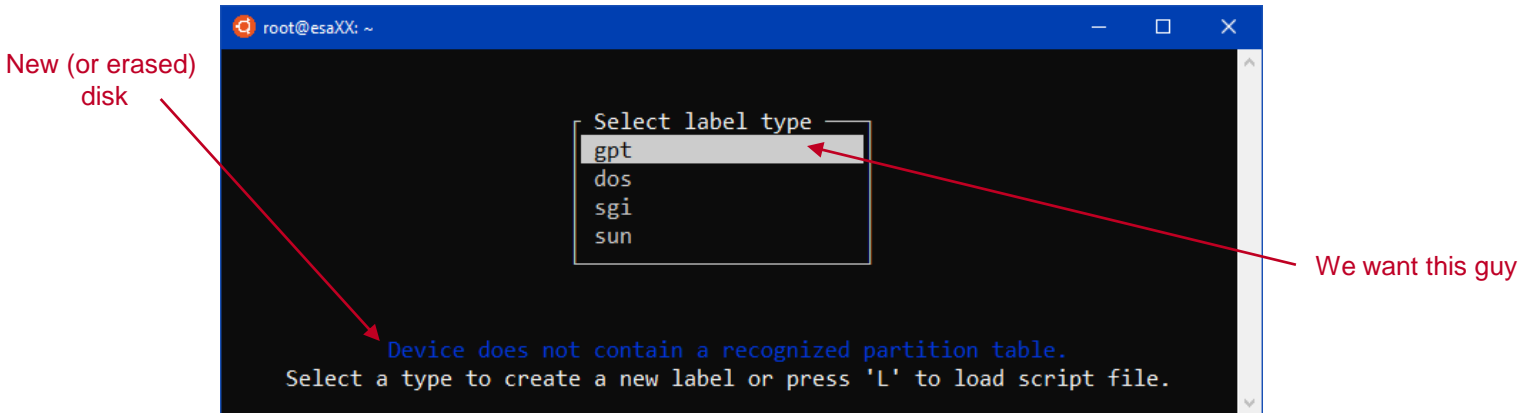 root@esaXX: ~
New (or erased)
disk
Select label type
gpt
dos
sgi
sun
We want this guy
Device does not contain a recognized partition table.
Select a type to create a new label or press 'L' to load script file.